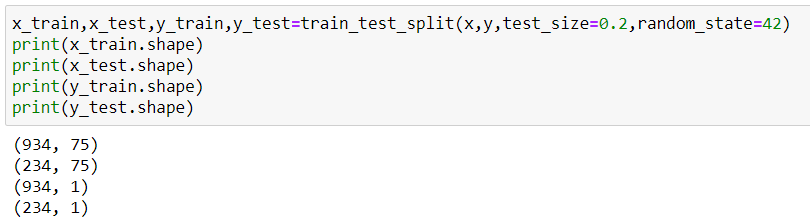 x_train,x_test,y_train,y_test=train_test_split(x,y,test_size=0.2,random_state=42)
print(x_train.shape)
print(x_test.shape)
print(y_train.shape)
print(y_test.shape)
(934, 75)
(234, 75)
(934, 1)
(234, 1)